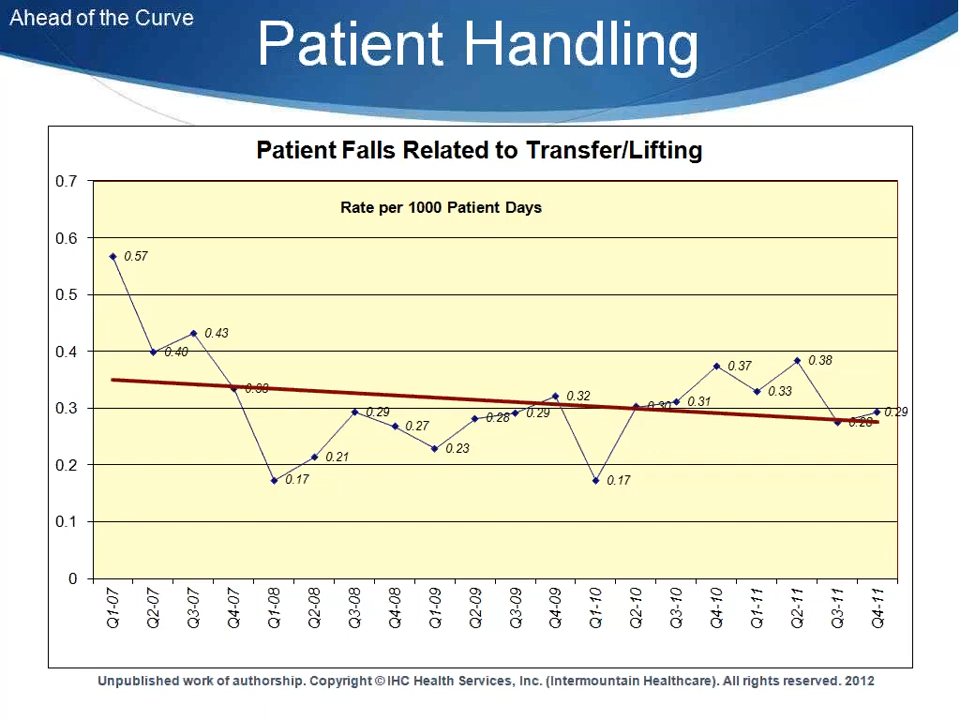 Ahead of the Curve
Patient Handling
Patient Falls Related to Transfer/Lifting
Rate per 1000 Patient Days
0.7
0.6
0.5
0.4
0.3
0.2
0.1
0
0.57
0.40
0.43
0.33
0.17
0.21
0.29
0.27
0.23
0.28
0.29
0.32
0.17
0.30
0.31
0.37
0.33
0.38
0.28
0.29
Q1-07
Q2-07
Q3-07
Q4-07
Q1-08
Q2-08
Q3-08
Q4-08
Q1-09
Q2-09
Q3-09
Q4-09
Q1-10
Q2-10
Q3-10
Q4-10
Q1-11
Q2-11
Q3-11
Q4-11
Unpublished work of authorship. Copyright © IHC Health Services, Inc. (Intermountain Healthcare). All rights reserved. 2012